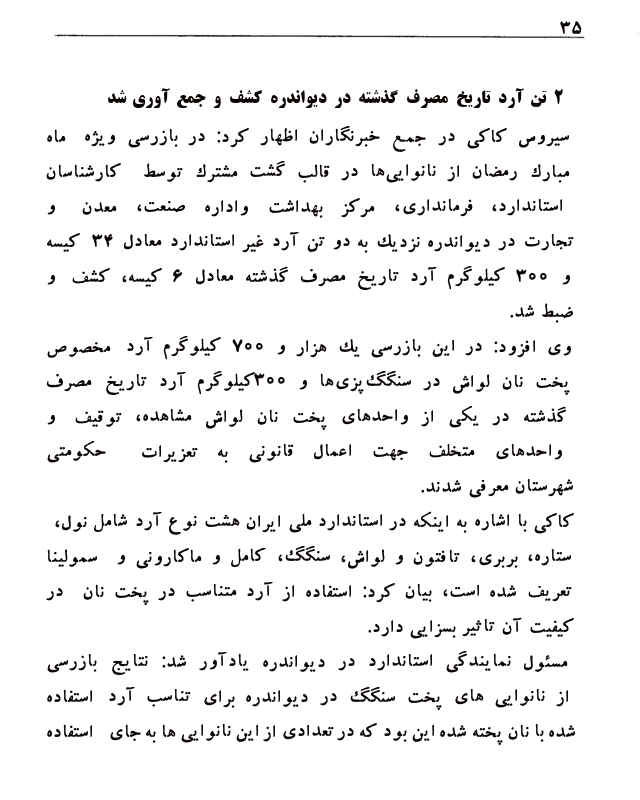 ۳۵
۲ تن آرد تاریخ مصرف گذشته در دیواندره کشف و جمع آوری شد
سیروس کاکی در جمع خبرنگاران اظهار کرد: در بازرسی ویژه ماه
مبارك رمضان از نانوایی‌ها در قالب گشت مشترك توسط کارشناسان
استاندارد، فرمانداری، مرکز بهداشت واداره صنعت، معدن و
تجارت در دیواندره نزدیك به دو تن آرد غیر استاندارد معادل ۳۴ کیسه
و ۳۰۰ کیلوگرم آرد تاریخ مصرف گذشته معادل ۶ کیسه، کشف و
ضبط شد.
وی افزود: در این بازرسی یك هزار و ۷۰۰ کیلوگرم آرد مخصوص
پخت نان لواش در سنگگ‌پزی‌ها و ۳۰۰کیلوگرم آرد تاریخ مصرف
گذشته در یکی از واحدهای پخت نان لواش مشاهده، توقیف و
واحدهای متخلف جهت اعمال قانونی به تعزیرات حکومتی
شهرستان معرفی شدند.
کاکی با اشاره به اینکه در استاندارد ملی ایران هشت نوع آرد شامل نول،
ستاره، بربری، تافتون و لواش، سنگگ، کامل و ماکارونی و سمولینا
تعریف شده است، بیان کرد: استفاده از آرد متناسب در پخت نان در
کیفیت آن تاثیر بسزایی دارد.
مسئول نمایندگی استاندارد در دیواندره یادآور شد: نتایج بازرسی
از نانوایی های پخت سنگگ در دیواندره برای تناسب آرد استفاده
شده با نان پخته شده این بود که در تعدادی از این نانوایی ها به جای استفاده